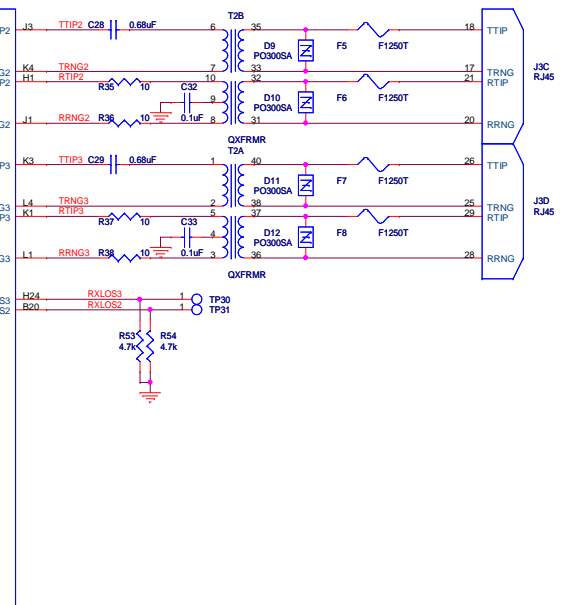 T2B
P2 J3 TTIP2 C28 0.68uF 6 35 18 TTIP
D9 PO300SA F5 F1250T
J3C RJ45
G2 K4 TRNG2 7 33 17 TRNG
P2 H1 RTIP2 10 32 21 RTIP
R35 10 C32 9 D10 PO300SA F6 F1250T
G2 J1 RRNG2 R36 10 0.1uF 8 31 20 RRNG
QXFRMR
T2A
P3 K3 TTIP3 C29 0.68uF 1 40 26 TTIP
D11 PO300SA F7 F1250T
J3D RJ45
G3 L4 TRNG3 2 38 25 TRNG
P3 K1 RTIP3 5 37 29 RTIP
R37 10 C33 4 D12 PO300SA F8 F1250T
G3 L1 RRNG3 R38 10 0.1uF 3 36 28 RRNG
QXFRMR
S3 H24 RXLOS3 1 TP30
S2 B20 RXLOS2 1 TP31
R53 R54
4.7k 4.7k